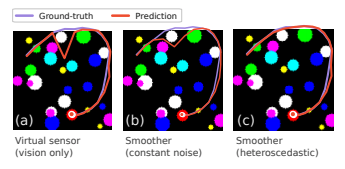 Ground-truth Prediction
(a) (b) (c)
Virtual sensor
(vision only)
Smoother
(constant noise)
Smoother
(heteroscedastic)